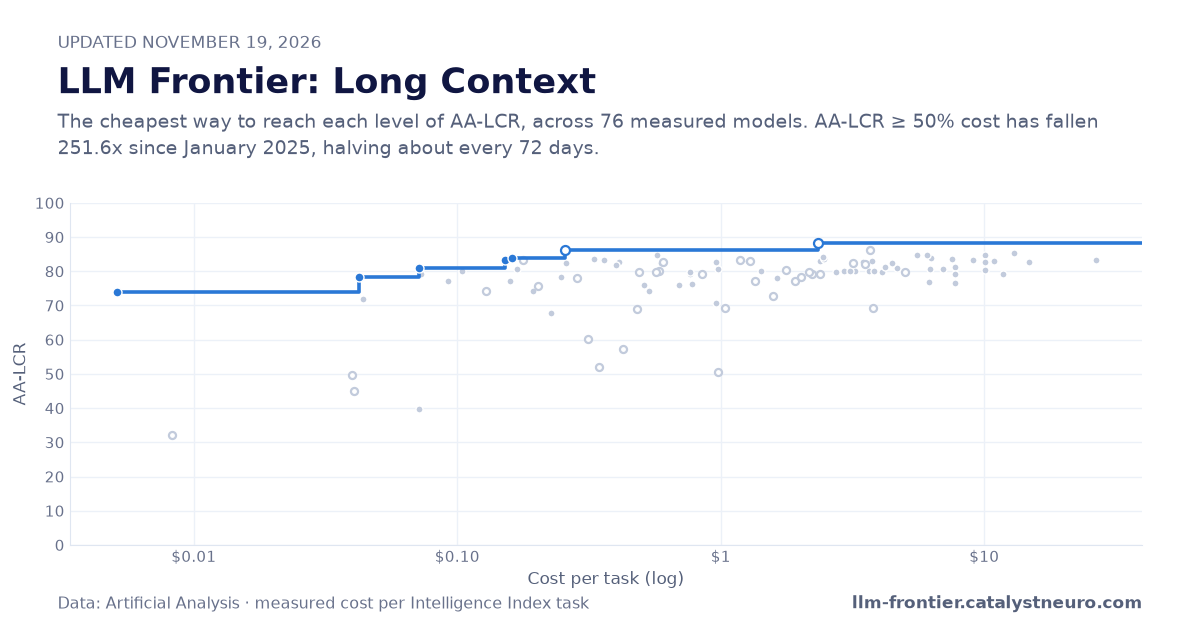 UPDATED NOVEMBER 19, 2026
LLM Frontier: Long Context
The cheapest way to reach each level of AA-LCR, across 76 measured models. AA-LCR ≥ 50% cost has fallen
251.6x since January 2025, halving about every 72 days.
100
90
80
70
60
50
40
30
20
10
0
AA-LCR
$0.01
$0.10
$1
$10
Cost per task (log)
Data: Artificial Analysis · measured cost per Intelligence Index task
llm-frontier.catalystneuro.com